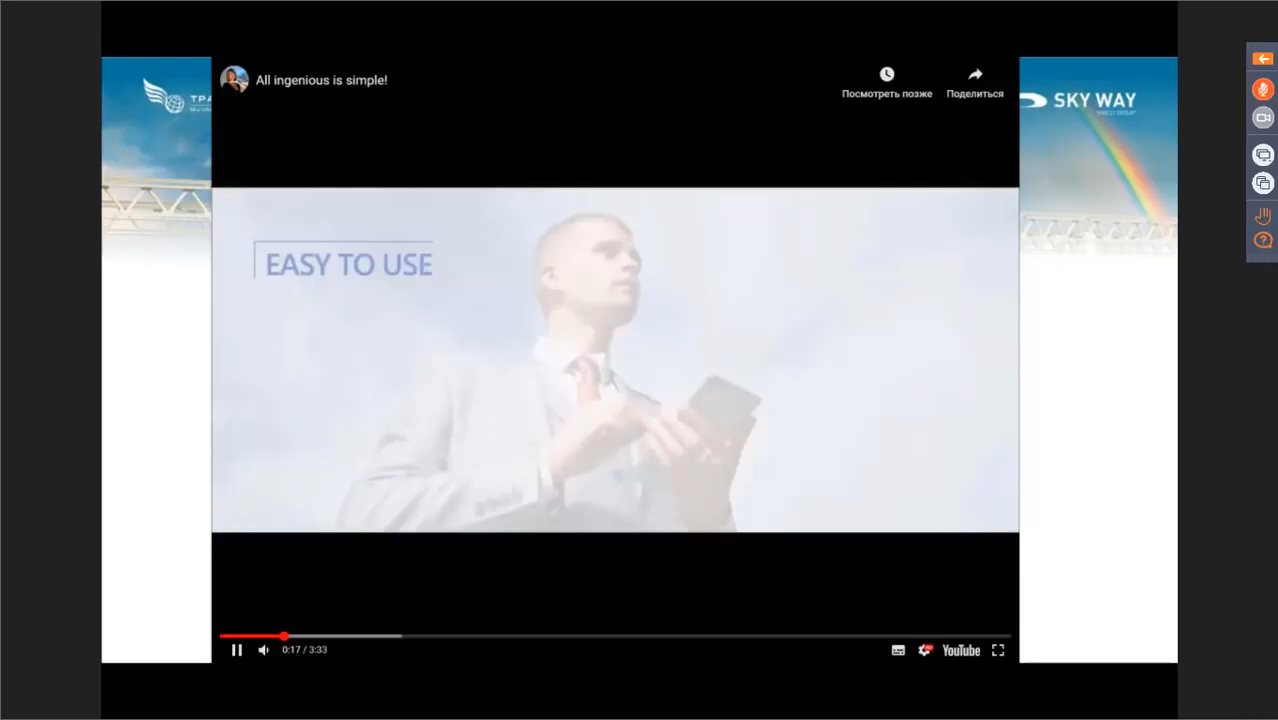 All ingenious is simple!
Посмотреть позже
Поделиться
SKY WAY
EASY TO USE
0:17 / 3:33
YouTube